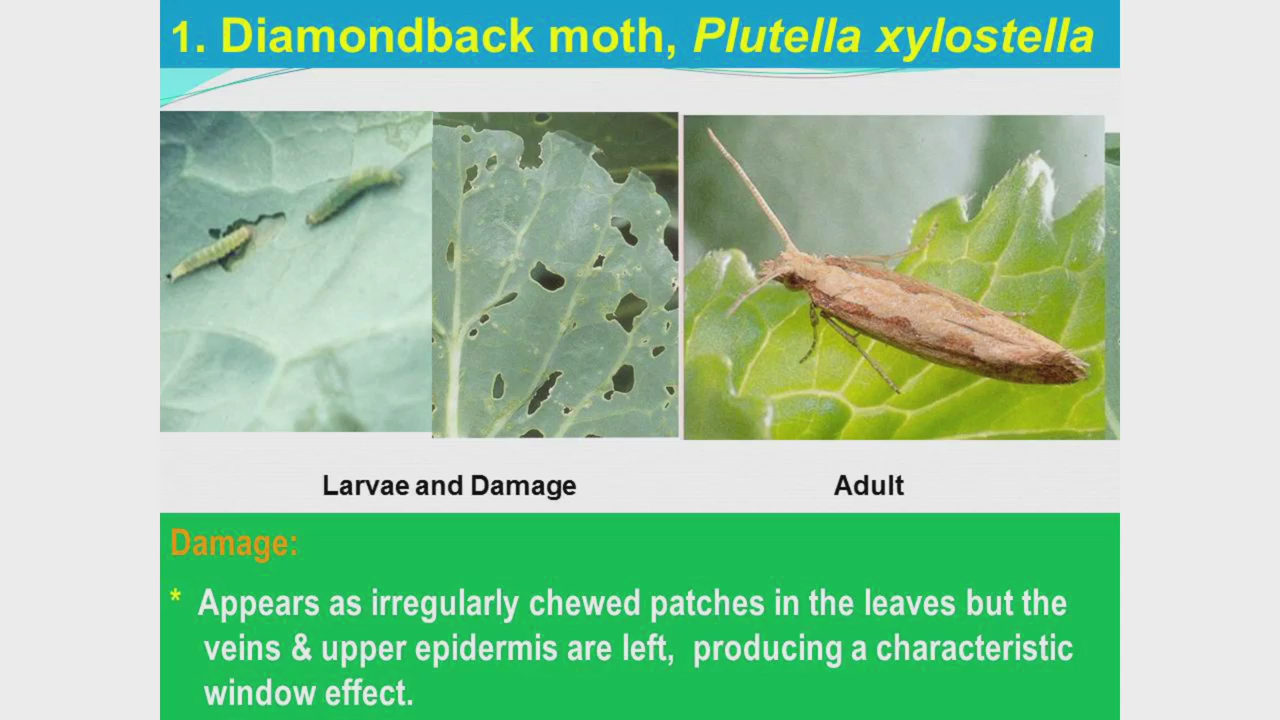 1. Diamondback moth, Plutella xylostella
Larvae and Damage
Adult
Damage:
* Appears as irregularly chewed patches in the leaves but the
veins & upper epidermis are left, producing a characteristic
window effect.